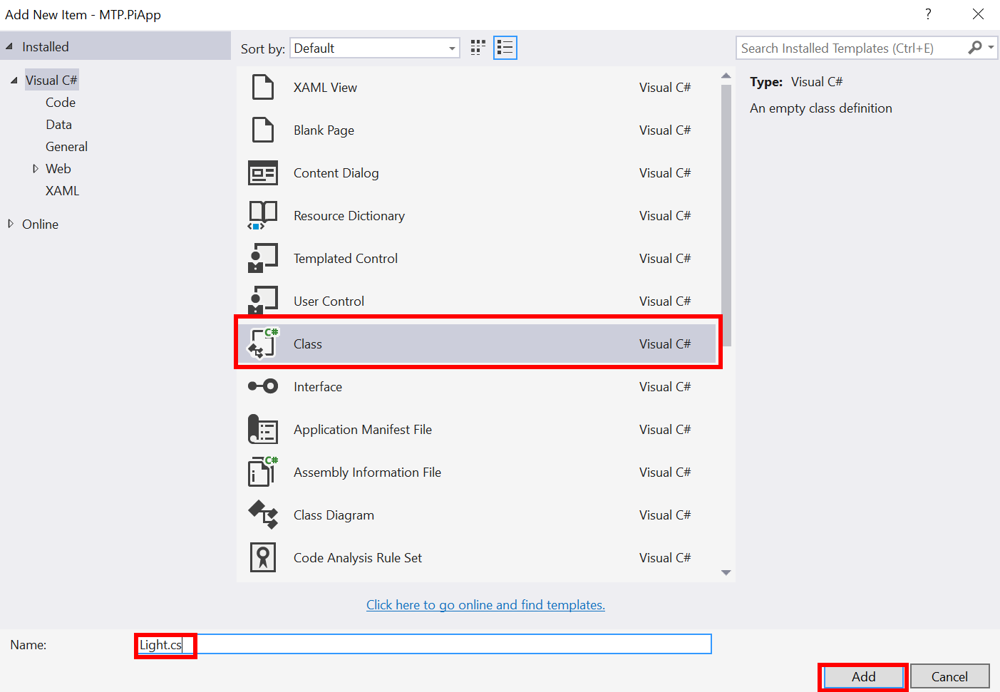 Add New Item - MTP.PiApp
?
Installed
Sort by: Default
Search Installed Templates (Ctrl+E)
Visual C#
Code
Data
General
Web
XAML
Online
XAML View Visual C#
Blank Page Visual C#
Content Dialog Visual C#
Resource Dictionary Visual C#
Templated Control Visual C#
User Control Visual C#
C#
Class Visual C#
Interface Visual C#
Application Manifest File Visual C#
C#
Assembly Information File Visual C#
Class Diagram Visual C#
Code Analysis Rule Set Visual C#
Type: Visual C#
An empty class definition
Click here to go online and find templates.
Name: Light.cs
Add Cancel